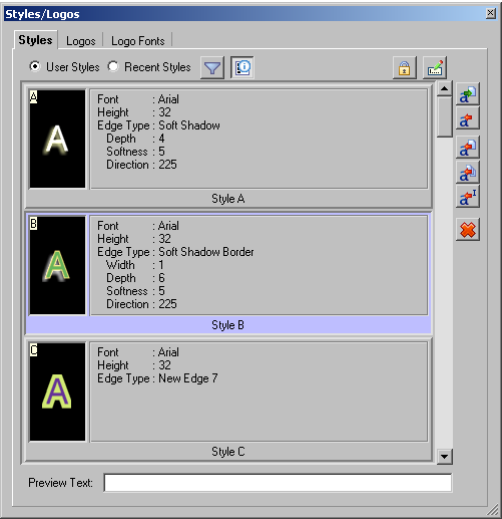 Styles/Logos
Styles Logos Logo Fonts
User Styles Recent Styles
A
A
Font : Arial
Height : 32
Edge Type : Soft Shadow
Depth : 4
Softness : 5
Direction : 225
Style A
B
A
Font : Arial
Height : 32
Edge Type : Soft Shadow Border
Width : 1
Depth : 6
Softness : 5
Direction : 225
Style B
C
A
Font : Arial
Height : 32
Edge Type : New Edge 7
Style C
Preview Text:
a
a
a
a
a I